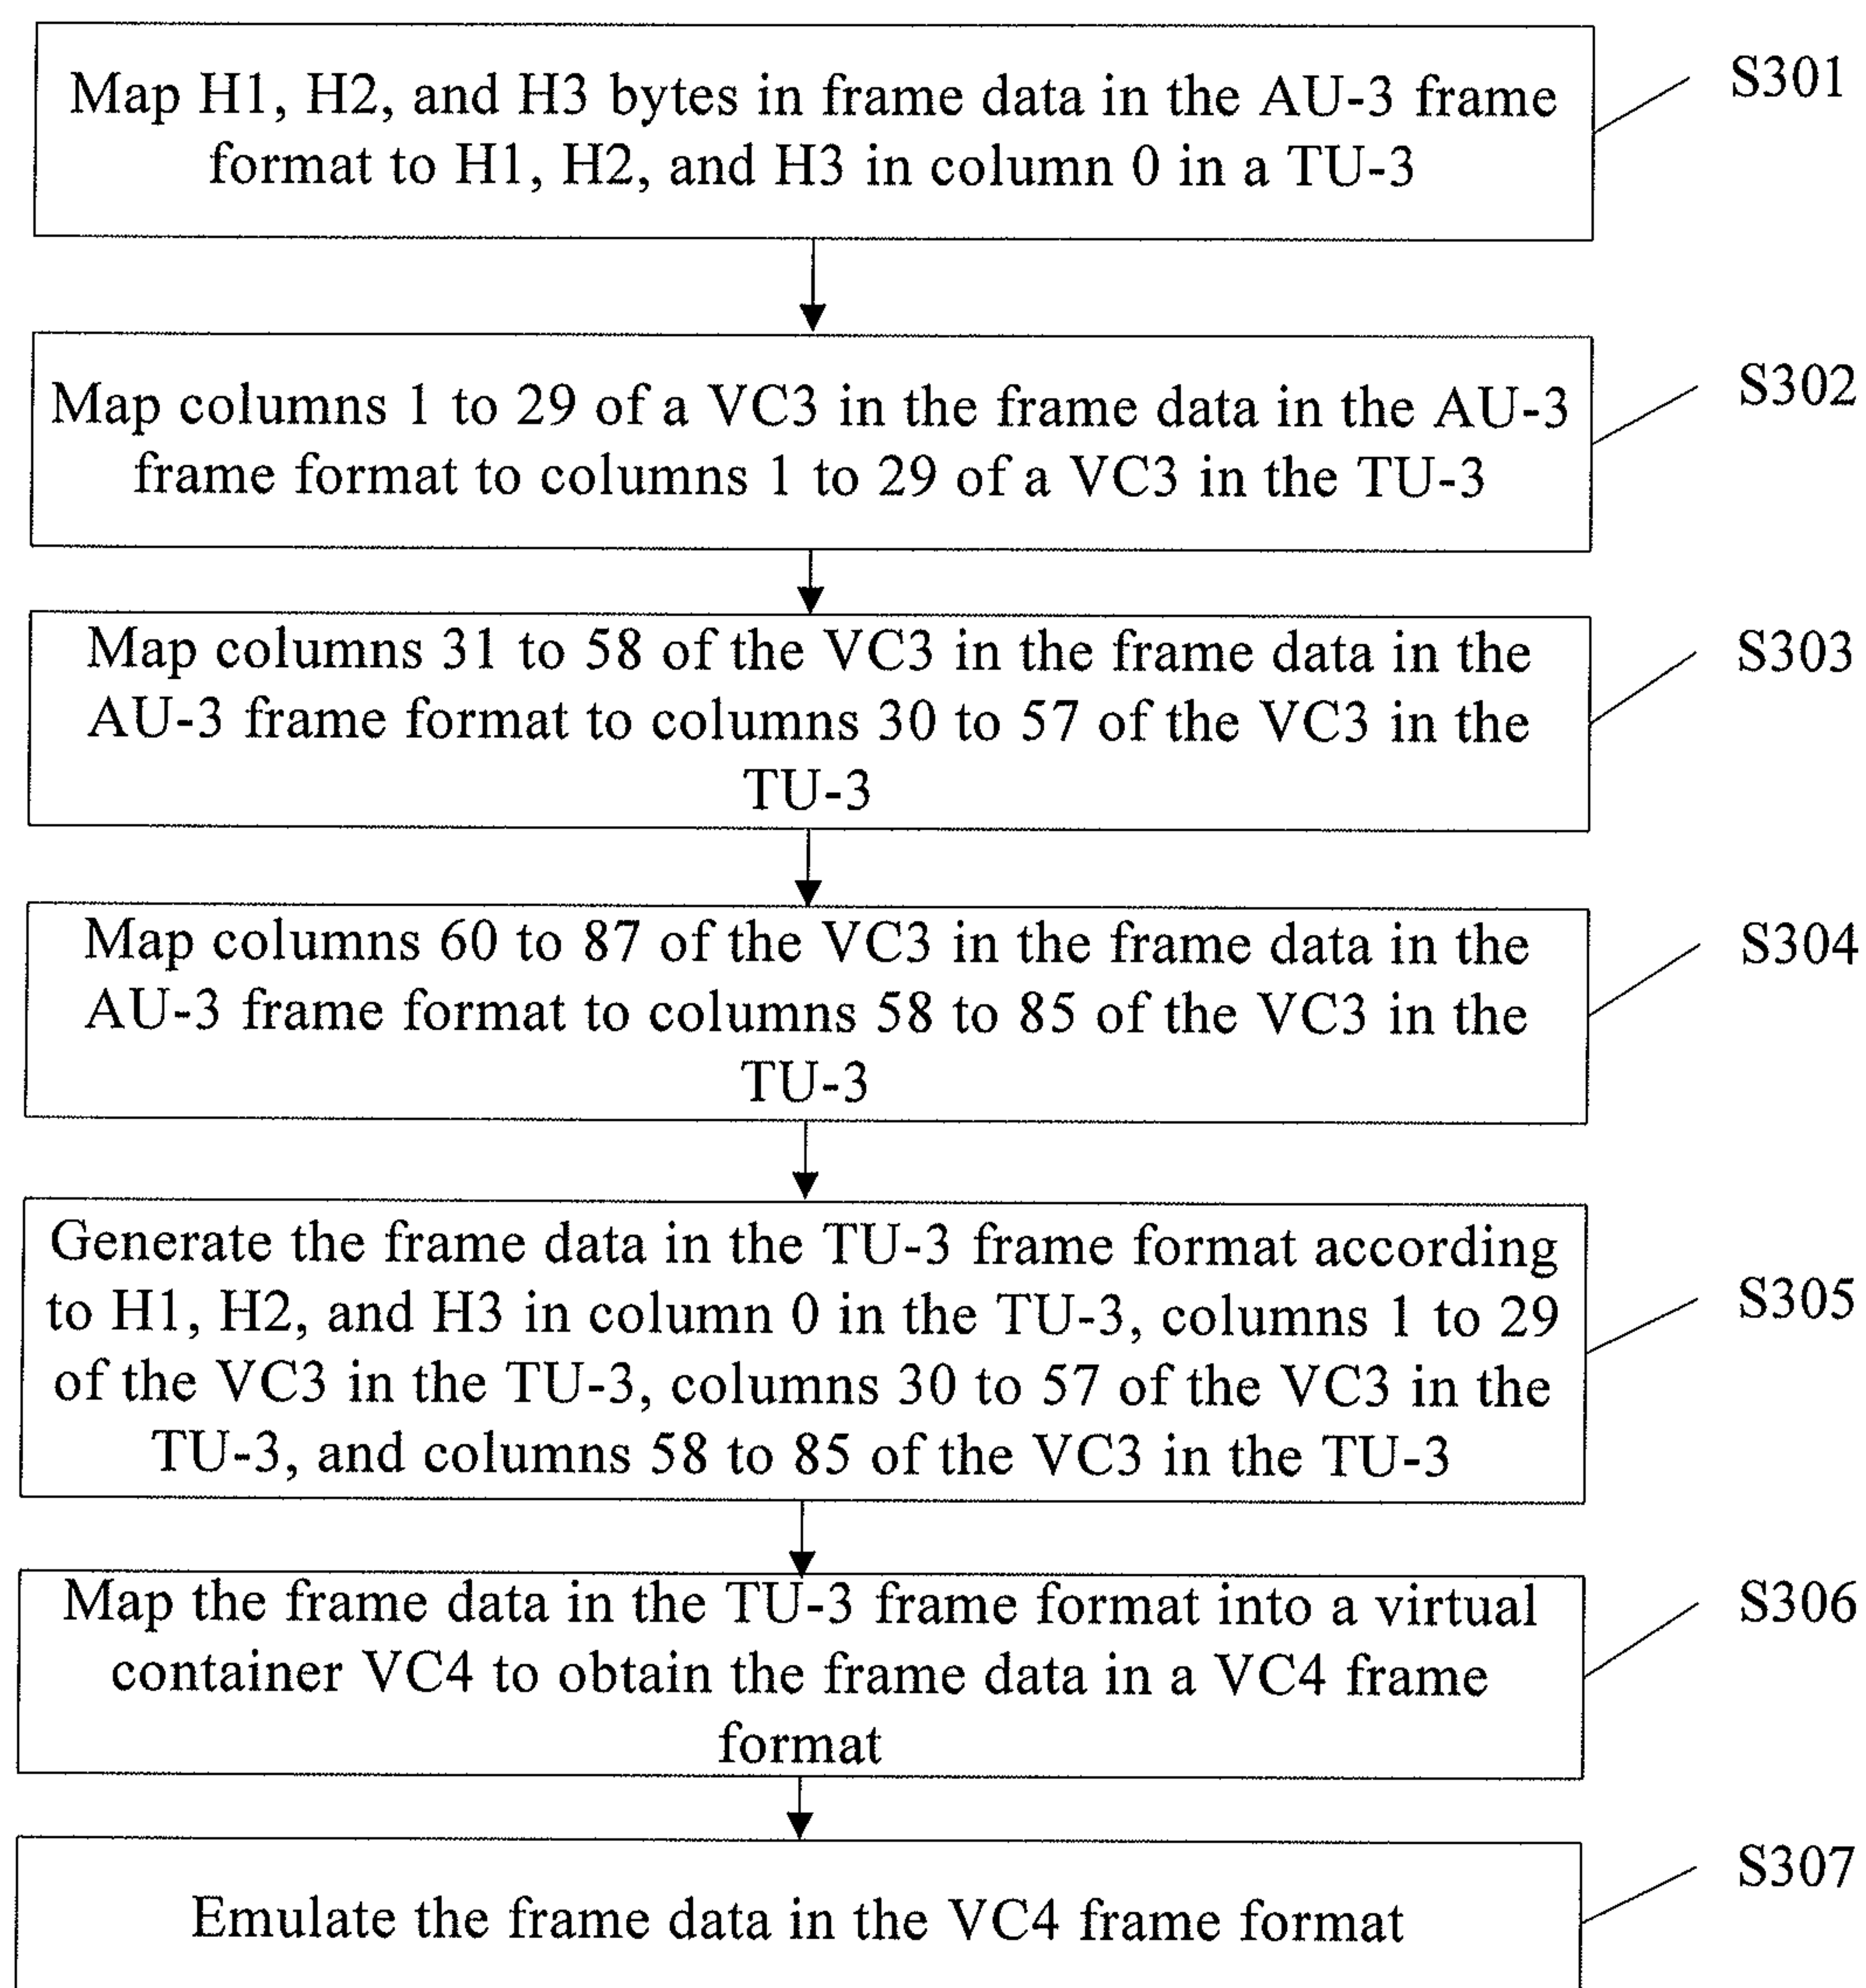 Map H1, H2, and H3 bytes in frame data in the AU-3 frame
format to H1, H2, and H3 in column 0 in a TU-3
S301
Map columns 1 to 29 of a VC3 in the frame data in the AU-3
frame format to columns 1 to 29 of a VC3 in the TU-3
S302
Map columns 31 to 58 of the VC3 in the frame data in the
AU-3 frame format to columns 30 to 57 of the VC3 in the
TU-3
S303
Map columns 60 to 87 of the VC3 in the frame data in the
AU-3 frame format to columns 58 to 85 of the VC3 in the
TU-3
S304
Generate the frame data in the TU-3 frame format according
to H1, H2, and H3 in column 0 in the TU-3, columns 1 to 29
of the VC3 in the TU-3, columns 30 to 57 of the VC3 in the
TU-3, and columns 58 to 85 of the VC3 in the TU-3
S305
Map the frame data in the TU-3 frame format into a virtual
container VC4 to obtain the frame data in a VC4 frame
format
S306
Emulate the frame data in the VC4 frame format
S307